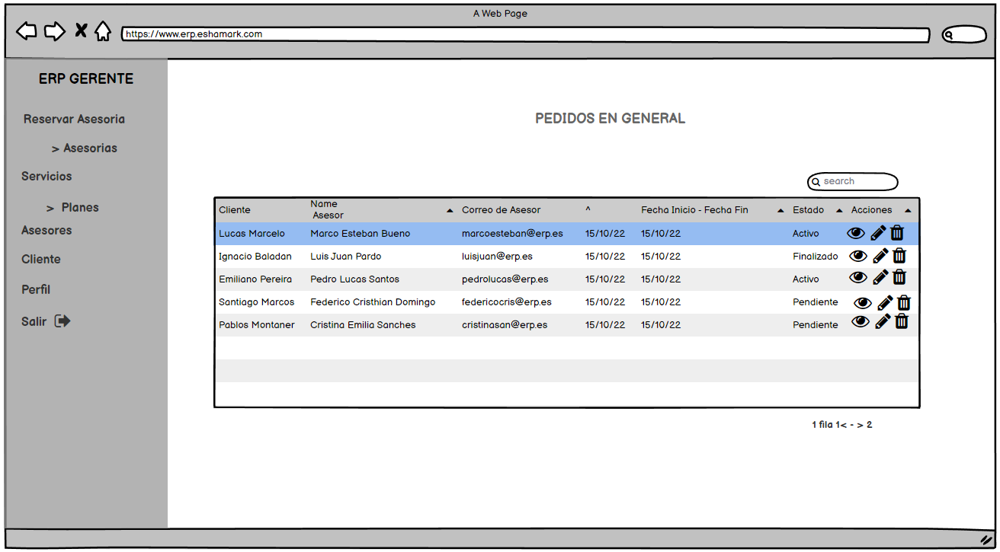 A Web Page
https://www.erp.eshamark.com
ERP GERENTE
Reservar Asesoria
> Asesorias
Servicios
> Planes
Asesores
Cliente
Perfil
Salir
PEDIDOS EN GENERAL
search
Cliente Name Asesor Correo de Asesor ^ Fecha Inicio - Fecha Fin Estado Acciones
Lucas Marcelo Marco Esteban Bueno marcoesteban@erp.es 15/10/22 15/10/22 Activo
Ignacio Baladan Luis Juan Pardo luisjuan@erp.es 15/10/22 15/10/22 Finalizado
Emiliano Pereira Pedro Lucas Santos pedrolucas@erp.es 15/10/22 15/10/22 Activo
Santiago Marcos Federico Cristhian Domingo federicocris@erp.es 15/10/22 15/10/22 Pendiente
Pablos Montaner Cristina Emilia Sanches cristinasan@erp.es 15/10/22 15/10/22 Pendiente
1 fila 1< - > 2